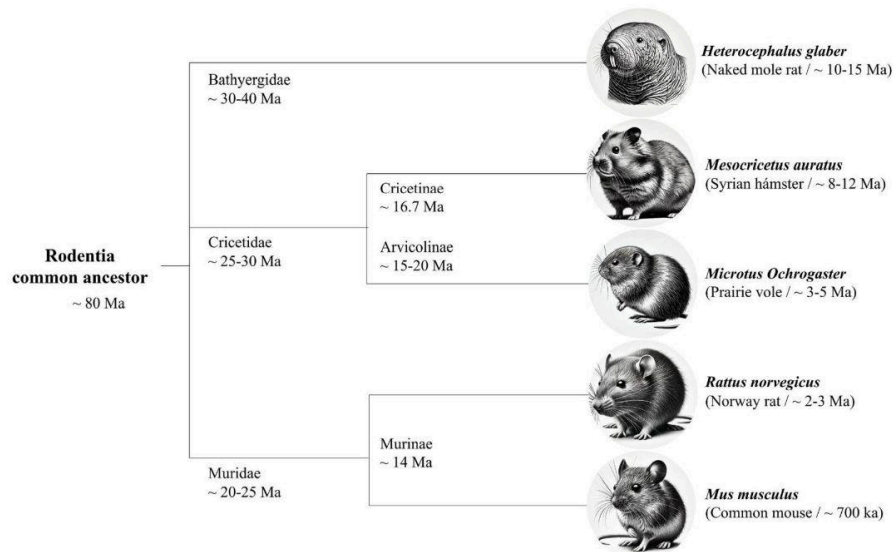 Heterocephalus glaber
(Naked mole rat / ~ 10-15 Ma)
Bathyergidae
~ 30-40 Ma
Mesocricetus auratus
(Syrian hámster / ~ 8-12 Ma)
Cricetinae
~ 16.7 Ma
Rodentia
common ancestor
~ 80 Ma
Cricetidae
~ 25-30 Ma
Arvicolinae
~ 15-20 Ma
Microtus Ochrogaster
(Prairie vole / ~ 3-5 Ma)
Rattus norvegicus
(Norway rat / ~ 2-3 Ma)
Murinae
~ 14 Ma
Muridae
~ 20-25 Ma
Mus musculus
(Common mouse / ~ 700 ka)